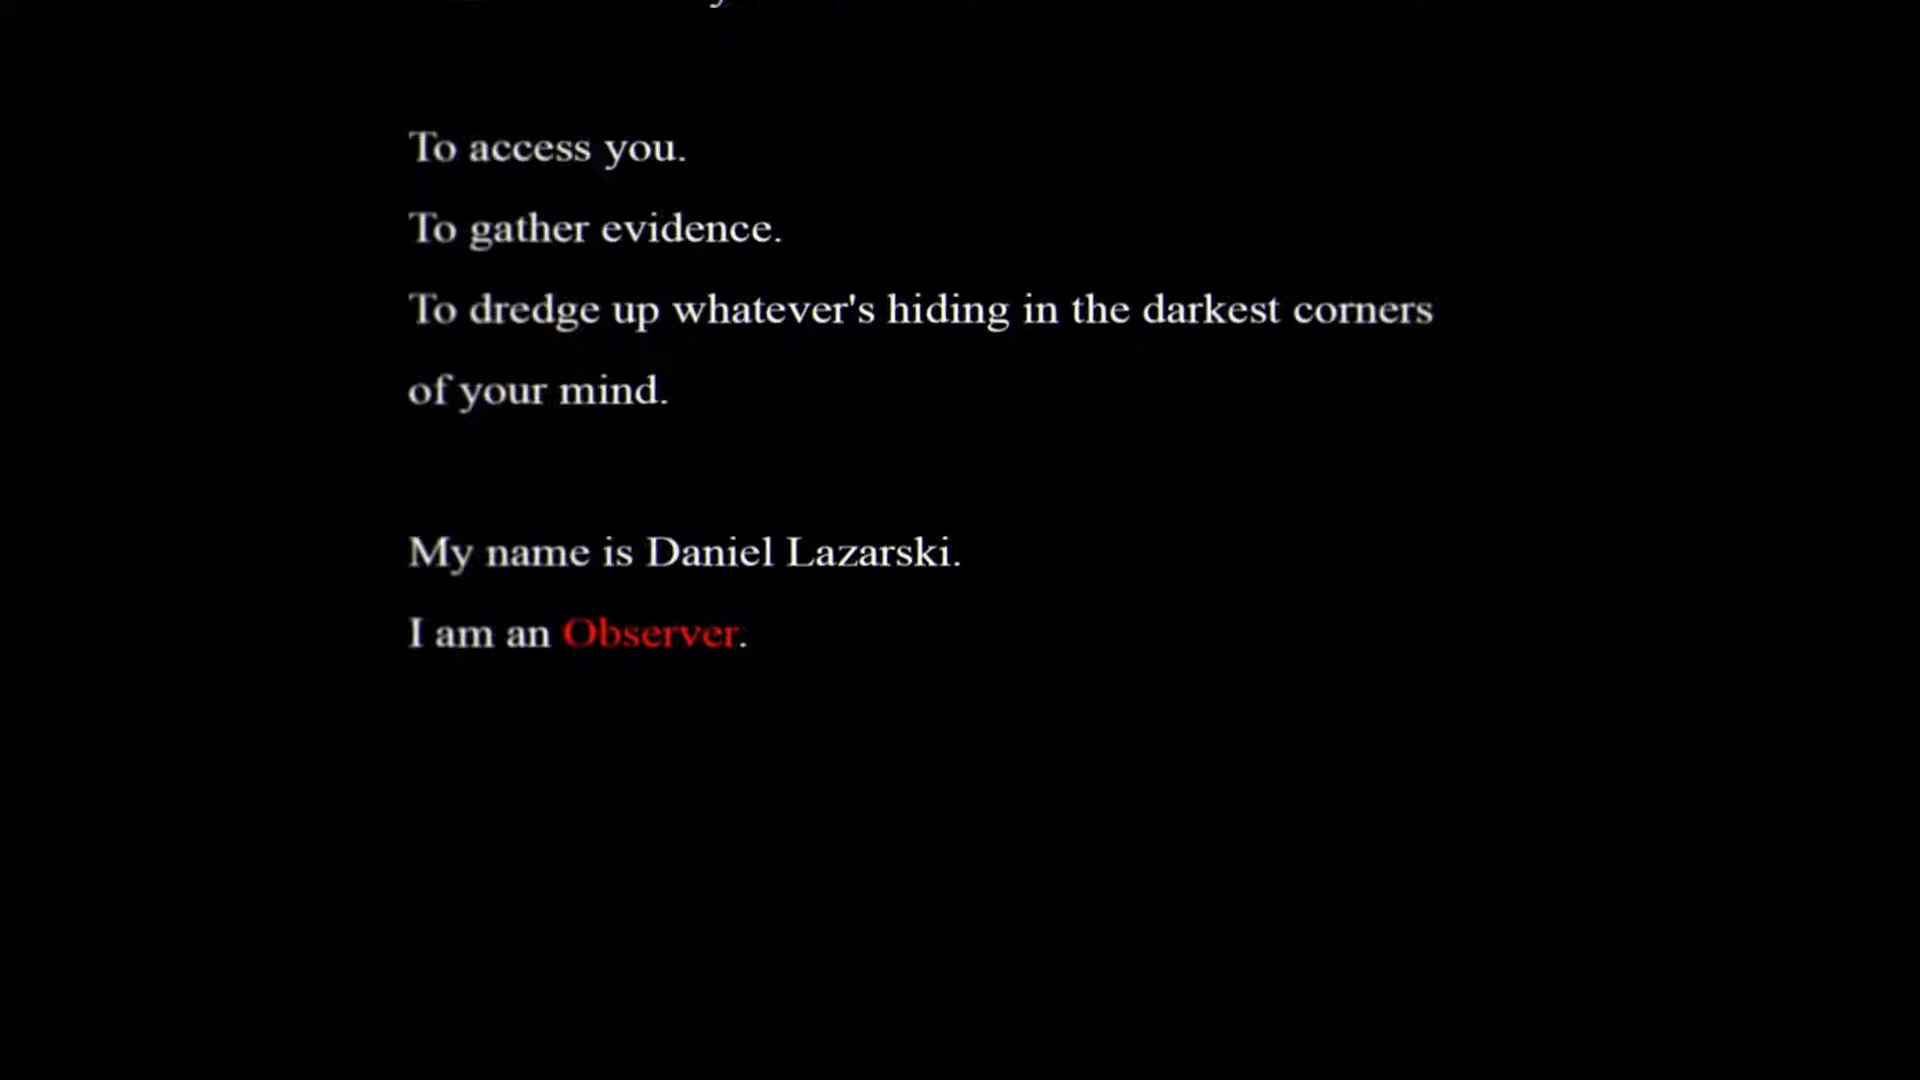 To access you.
To gather evidence.
To dredge up whatever's hiding in the darkest corners
of your mind.
My name is Daniel Lazarski.
I am an Observer.